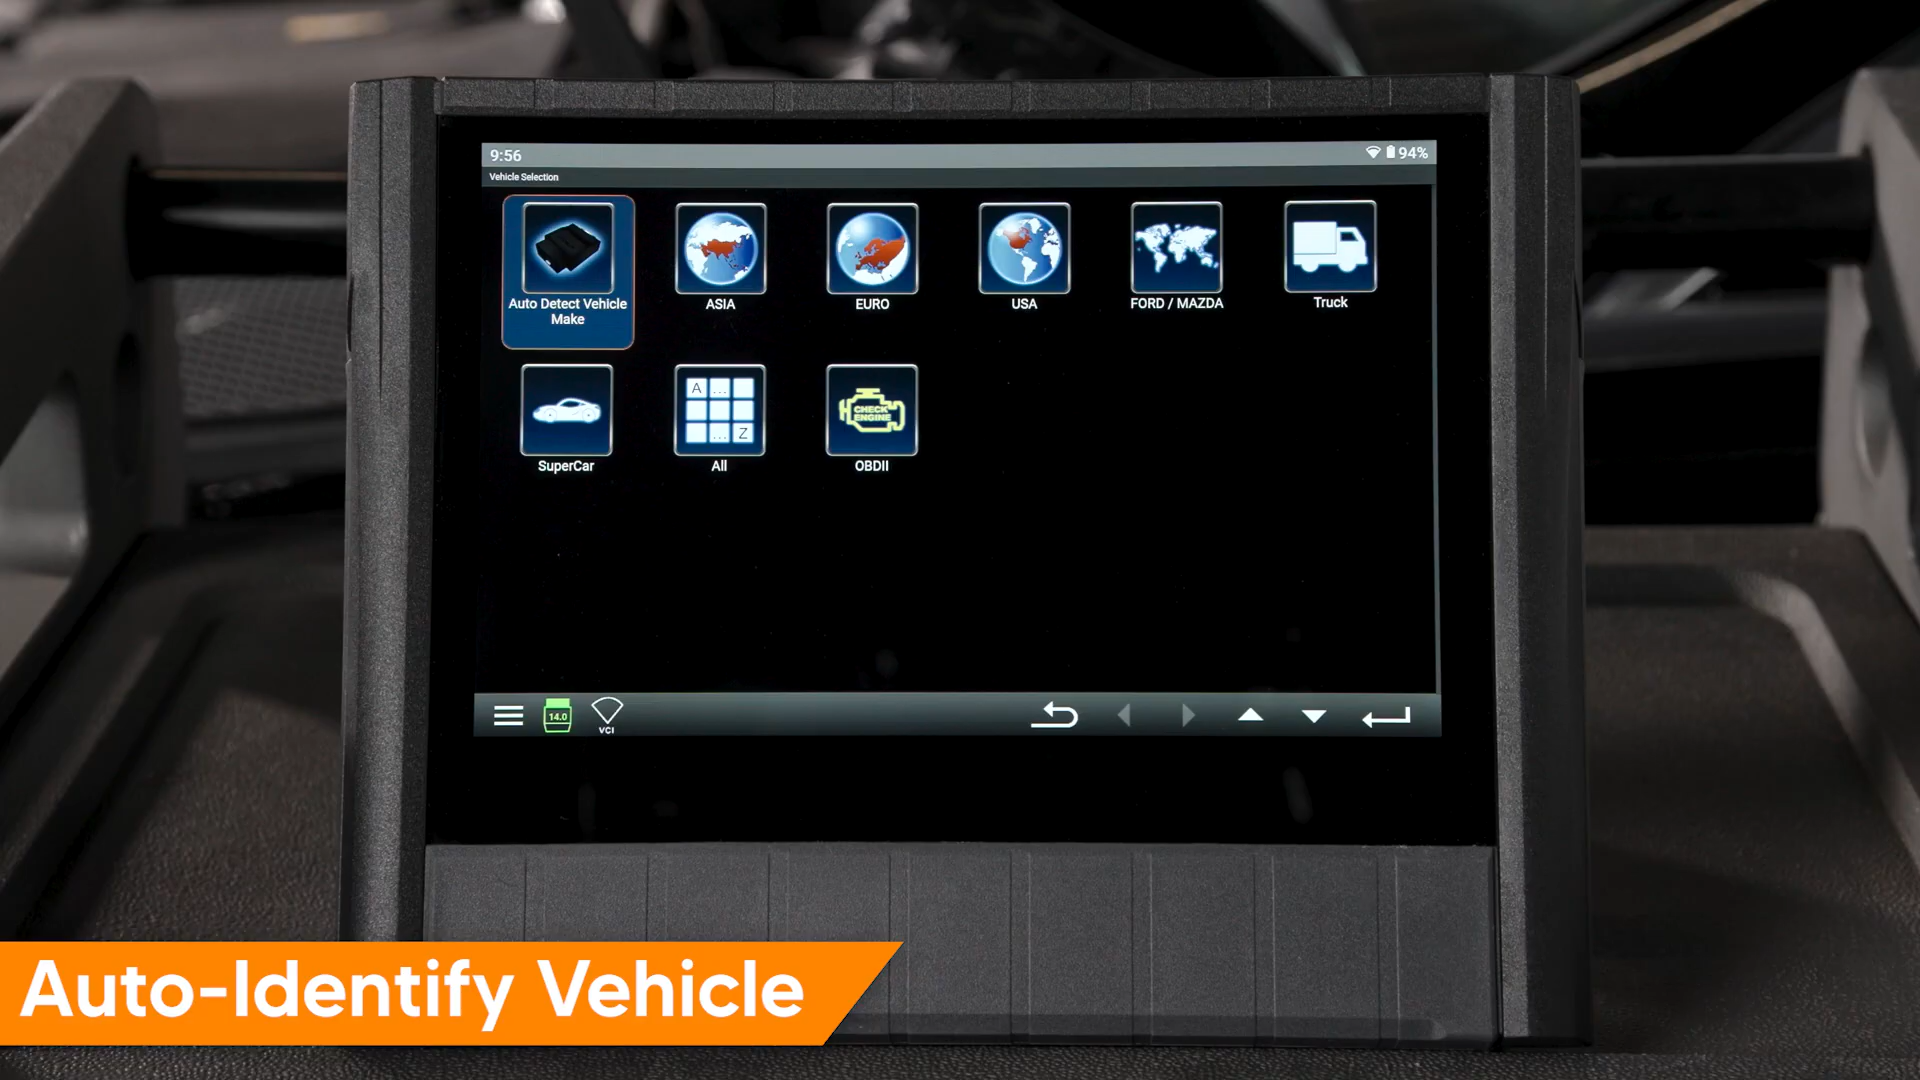 9:56
94%
Vehicle Selection
Auto Detect Vehicle
Make
ASIA
EURO
USA
FORD / MAZDA
Truck
SuperCar
A
...
...
Z
All
CHECK
ENGINE
OBDII
14.0
VCI
Auto-Identify Vehicle